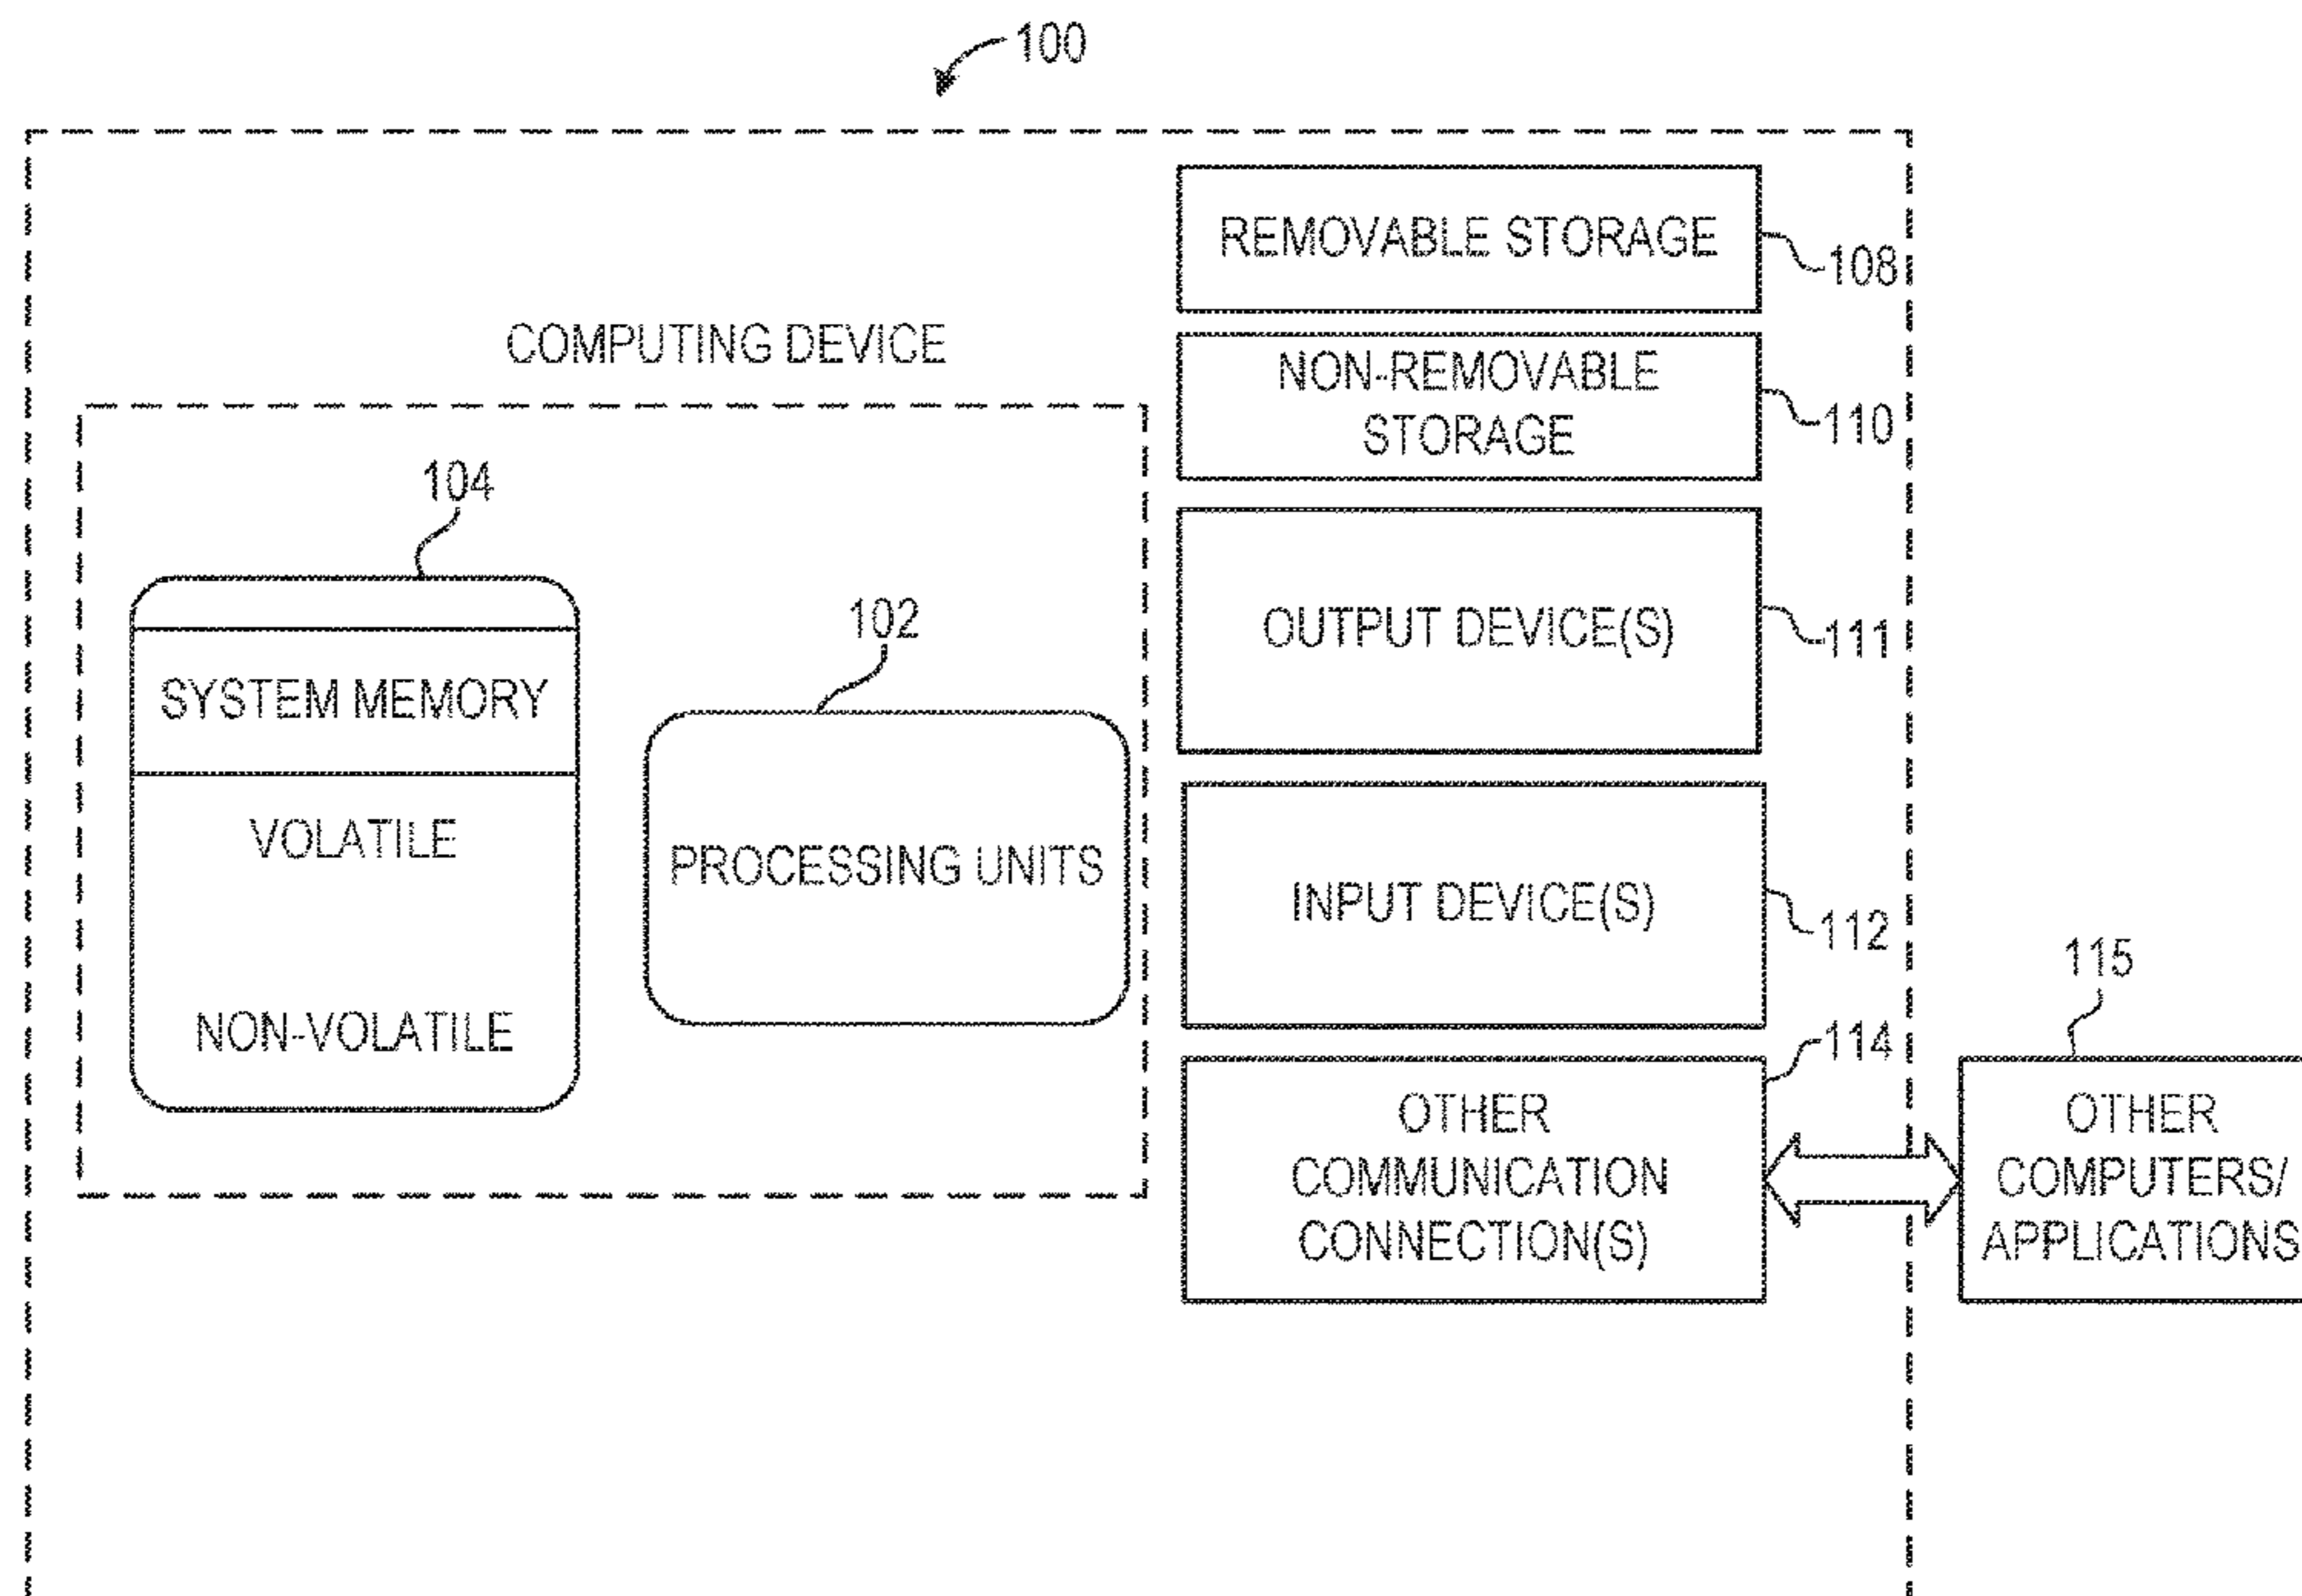 100
REMOVABLE STORAGE
108
COMPUTING DEVICE
NON-REMOVABLE
STORAGE
110
104
OUTPUT DEVICE(S)
111
102
SYSTEM MEMORY
VOLATILE
PROCESSING UNITS
INPUT DEVICE(S)
112
115
NON-VOLATILE
114
OTHER
COMMUNICATION
CONNECTION(S)
OTHER
COMPUTERS/
APPLICATIONS